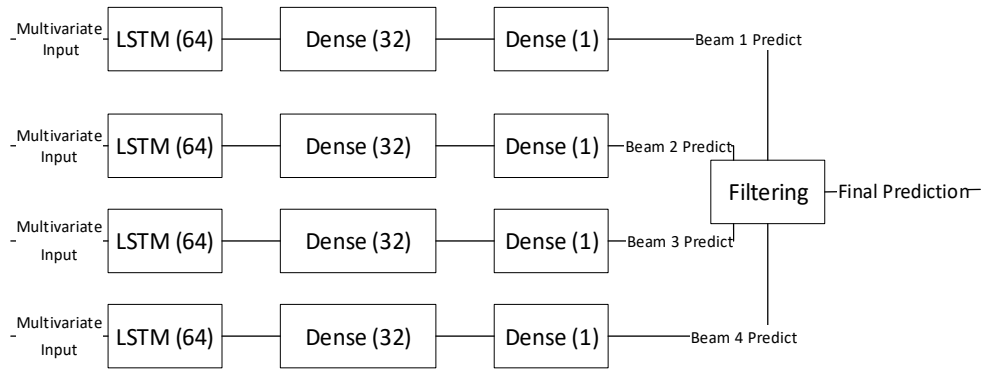 Multivariate
Input
LSTM (64)
Dense (32)
Dense (1)
Beam 1 Predict
Multivariate
Input
LSTM (64)
Dense (32)
Dense (1)
Beam 2 Predict
Filtering
Final Prediction
Multivariate
Input
LSTM (64)
Dense (32)
Dense (1)
Beam 3 Predict
Multivariate
Input
LSTM (64)
Dense (32)
Dense (1)
Beam 4 Predict